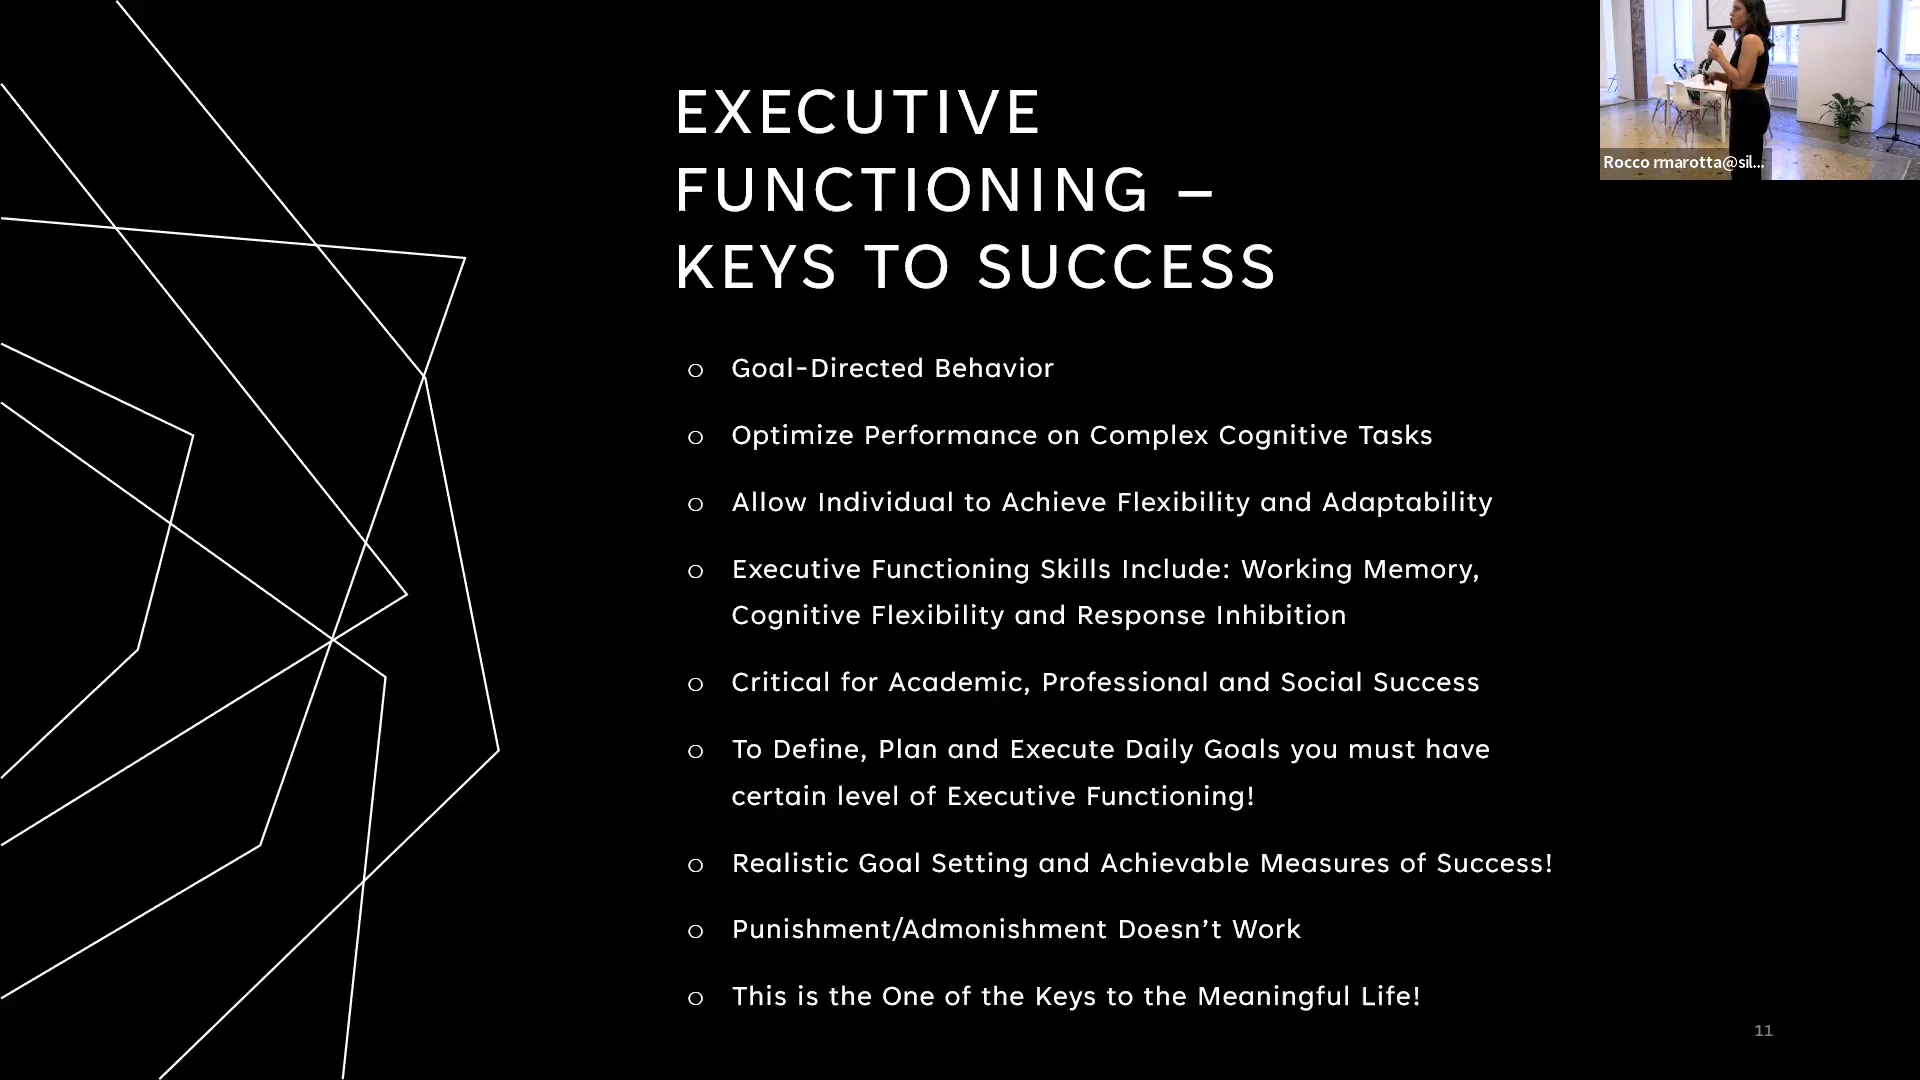 EXECUTIVE
FUNCTIONING –
KEYS TO SUCCESS
Rocco rmarotta@sil...
o Goal-Directed Behavior
o Optimize Performance on Complex Cognitive Tasks
o Allow Individual to Achieve Flexibility and Adaptability
o Executive Functioning Skills Include: Working Memory,
Cognitive Flexibility and Response Inhibition
o Critical for Academic, Professional and Social Success
o To Define, Plan and Execute Daily Goals you must have
certain level of Executive Functioning!
o Realistic Goal Setting and Achievable Measures of Success!
o Punishment/Admonishment Doesn’t Work
o This is the One of the Keys to the Meaningful Life!
11